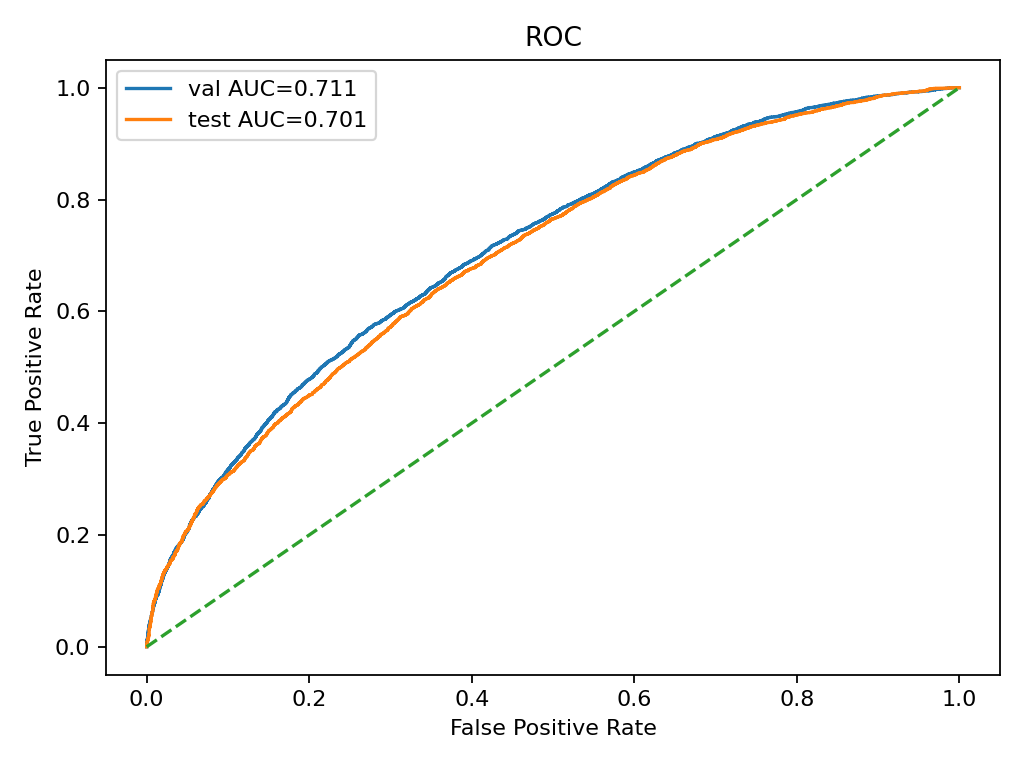 ROC
val AUC=0.711
test AUC=0.701
1.0
0.8
0.6
0.4
0.2
0.0
True Positive Rate
0.0 0.2 0.4 0.6 0.8 1.0
False Positive Rate